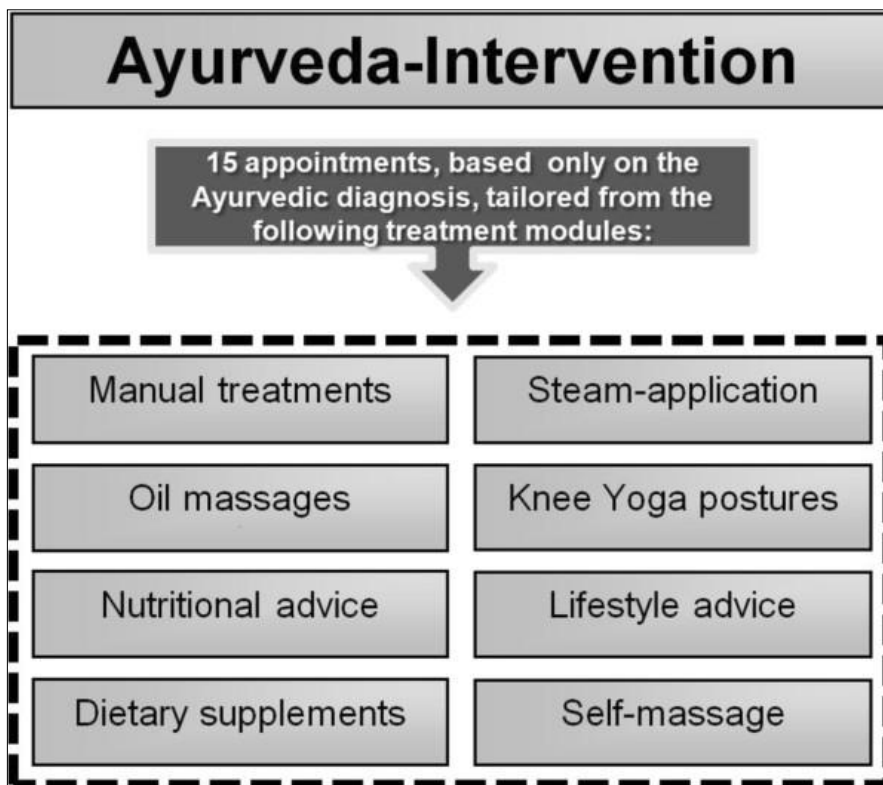 Ayurveda-Intervention
15 appointments, based only on the
Ayurvedic diagnosis, tailored from the
following treatment modules:
Manual treatments
Steam-application
Oil massages
Knee Yoga postures
Nutritional advice
Lifestyle advice
Dietary supplements
Self-massage